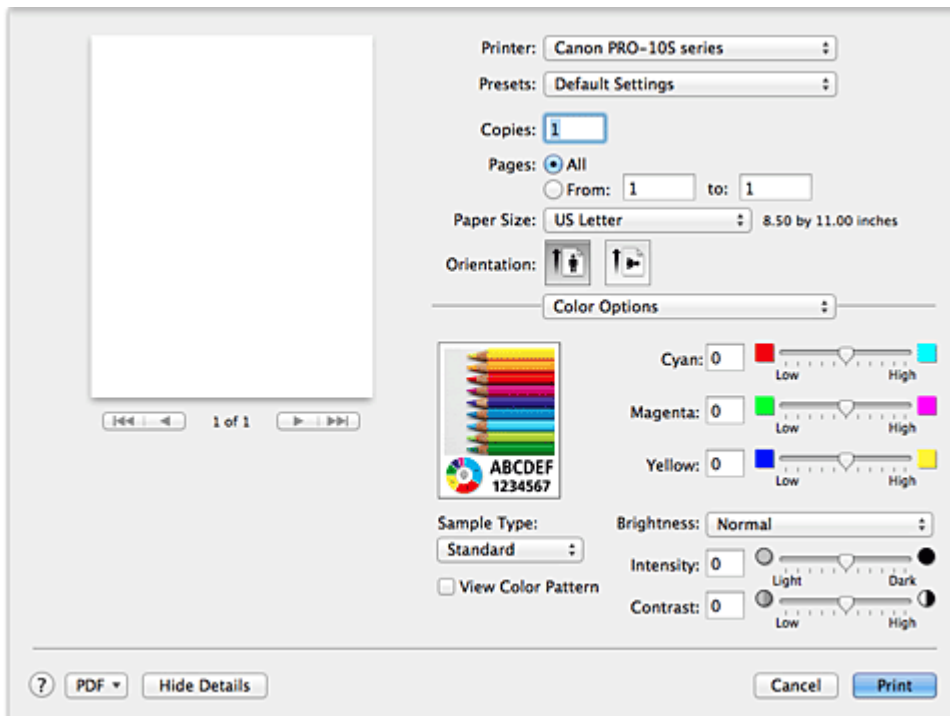 Printer: Canon PRO-10S series
Presets: Default Settings
Copies: 1
Pages: All
From: 1 to: 1
Paper Size: US Letter 8.50 by 11.00 inches
Orientation:
Color Options
1 of 1
Cyan: 0
Low High
Magenta: 0
Low High
Yellow: 0
Low High
ABCDEF
1234567
Sample Type:
Standard
View Color Pattern
Brightness: Normal
Intensity: 0
Light Dark
Contrast: 0
Low High
? PDF Hide Details Cancel Print